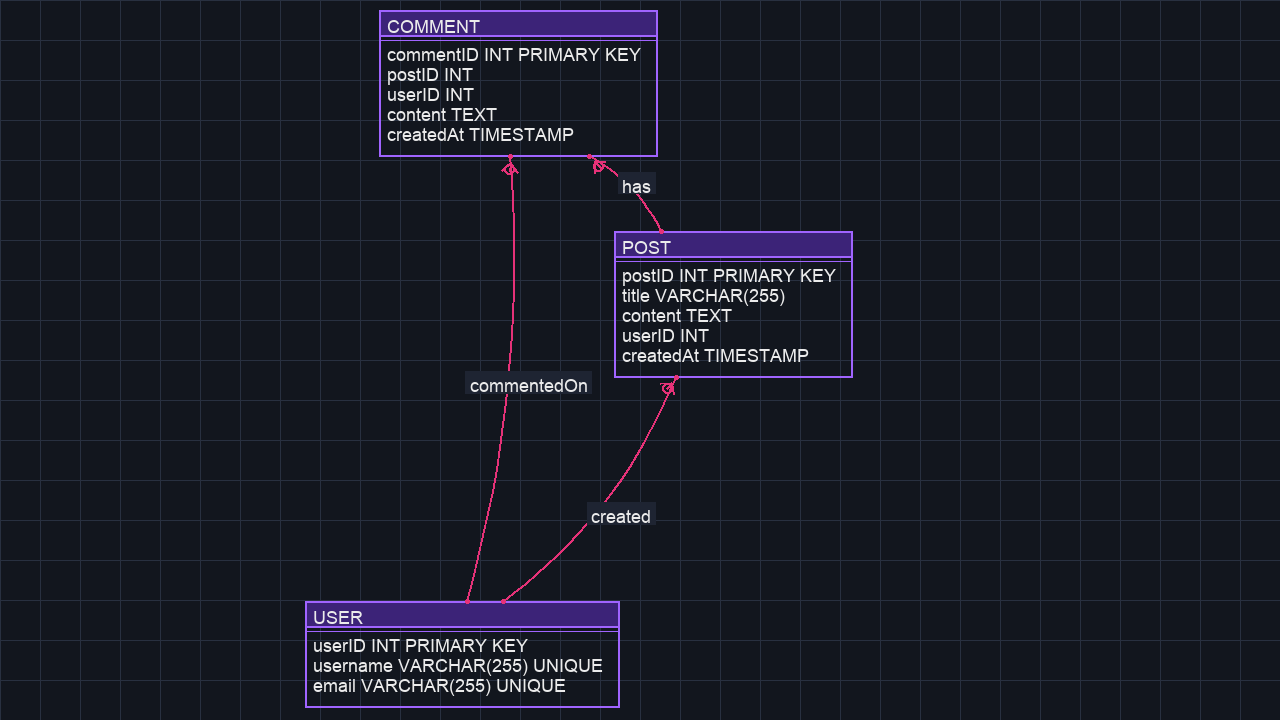 COMMENT
commentID INT PRIMARY KEY
postID INT
userID INT
content TEXT
createdAt TIMESTAMP
has
POST
postID INT PRIMARY KEY
title VARCHAR(255)
content TEXT
userID INT
createdAt TIMESTAMP
commentedOn
created
USER
userID INT PRIMARY KEY
username VARCHAR(255) UNIQUE
email VARCHAR(255) UNIQUE